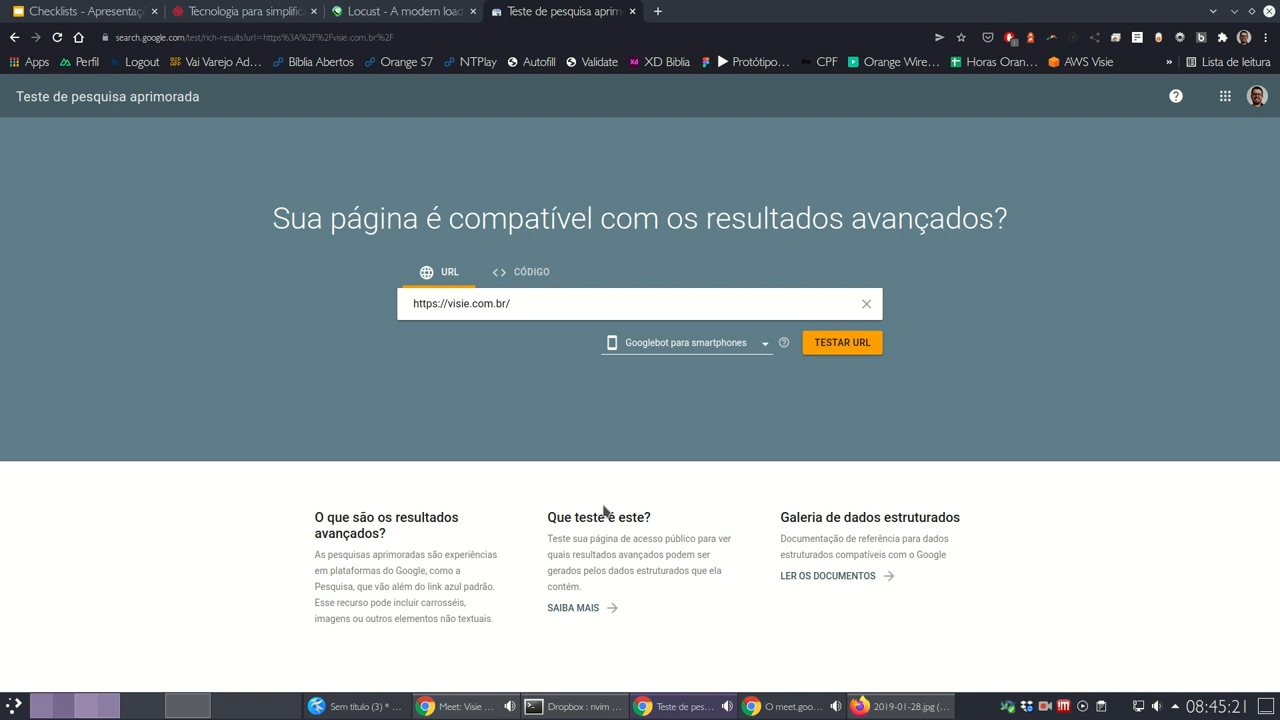 Checklists - Apresentaç
Tecnologia para simplifica
Locust - A modern load
Teste de pesquisa aprim
search.google.com/test/rich-results?url=https%3A%2F%2Fvisie.com.br%2F
Apps
Perfil
Logout
Vai Varejo Ad...
Biblia Abertos
Orange S7
NTPlay
Autofill
Validate
XD Biblia
Protótipo...
CPF
Orange Wire...
Horas Oran...
AWS Visie
»
Lista de leitura
Teste de pesquisa aprimorada
Sua página é compatível com os resultados avançados?
URL
CÓDIGO
https://visie.com.br/
Googlebot para smartphones
TESTAR URL
O que são os resultados
avançados?
As pesquisas aprimoradas são experiências
em plataformas do Google, como a
Pesquisa, que vão além do link azul padrão.
Esse recurso pode incluir carrosséis,
imagens ou outros elementos não textuais.
Que teste é este?
Teste sua página de acesso público para ver
quais resultados avançados podem ser
gerados pelos dados estruturados que ela
contém.
SAIBA MAIS
Galeria de dados estruturados
Documentação de referência para dados
estruturados compatíveis com o Google
LER OS DOCUMENTOS
Sem título (3) * ...
Meet: Visie ...
Dropbox : nvim ...
Teste de pes...
O meet.goo...
2019-01-28.jpg (...
08:45:21